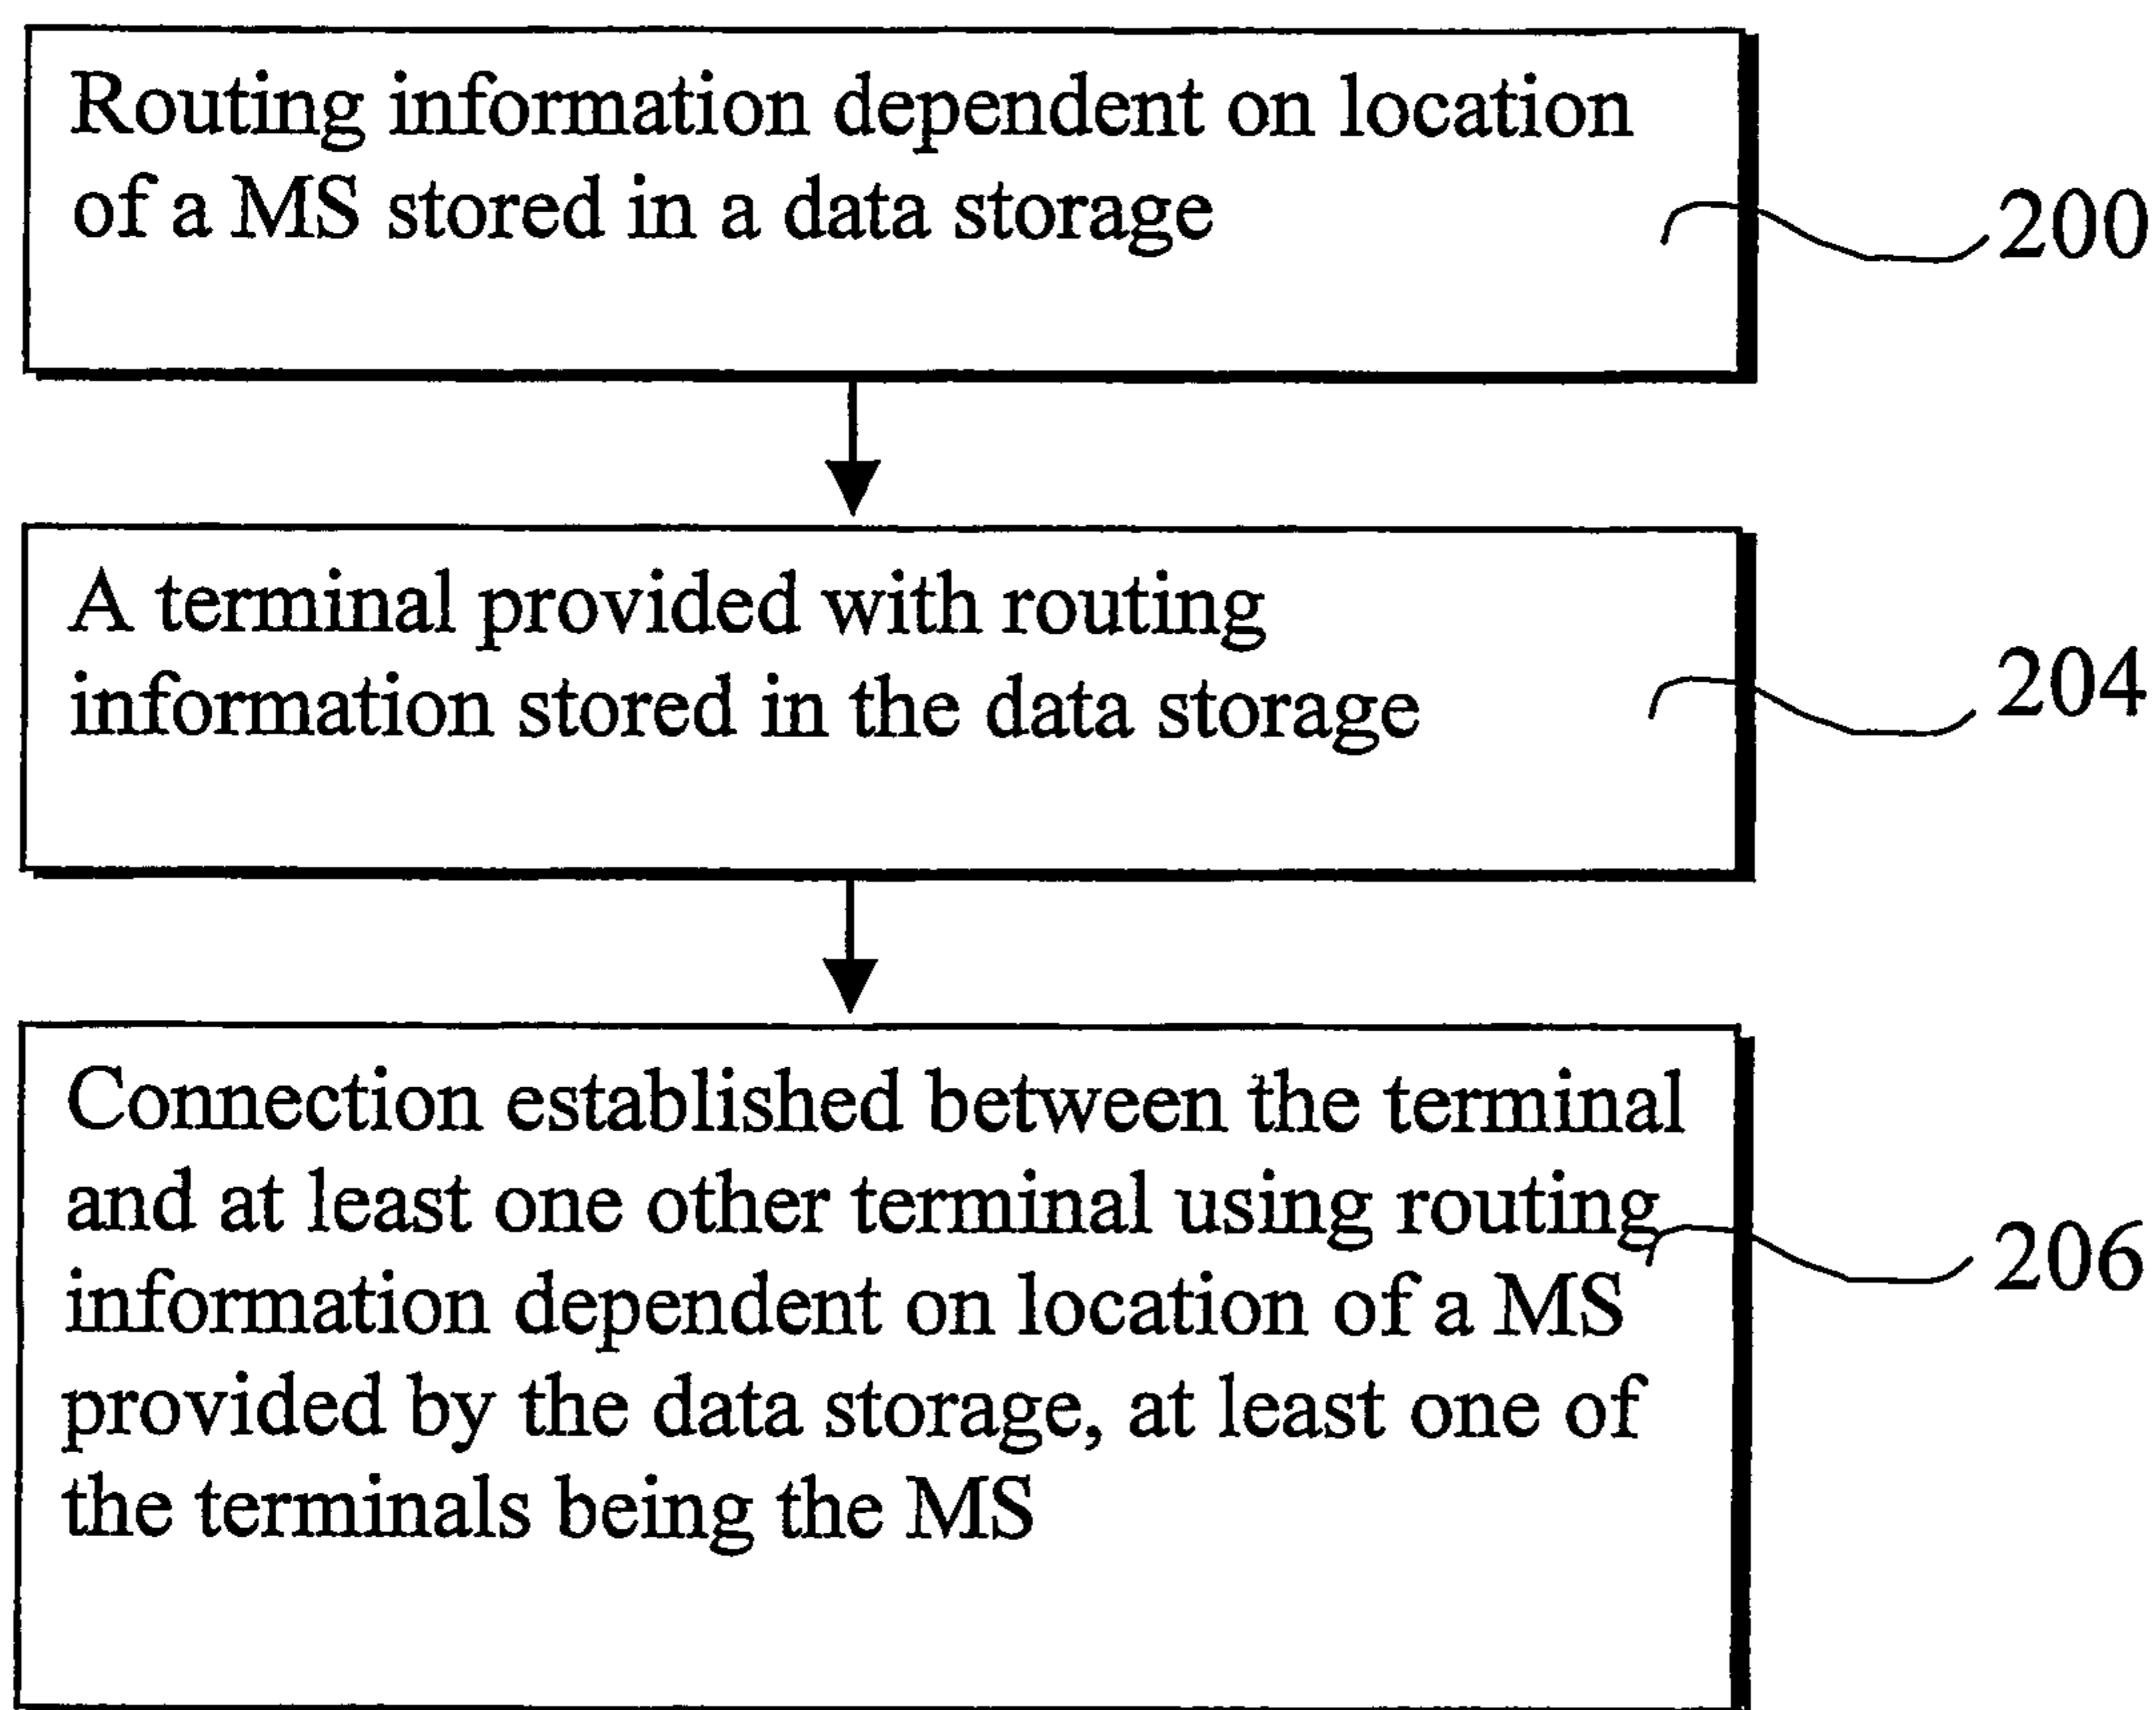 Routing information dependent on location
of a MS stored in a data storage
200
A terminal provided with routing
information stored in the data storage
204
Connection established between the terminal
and at least one other terminal using routing
information dependent on location of a MS
provided by the data storage, at least one of
the terminals being the MS
206